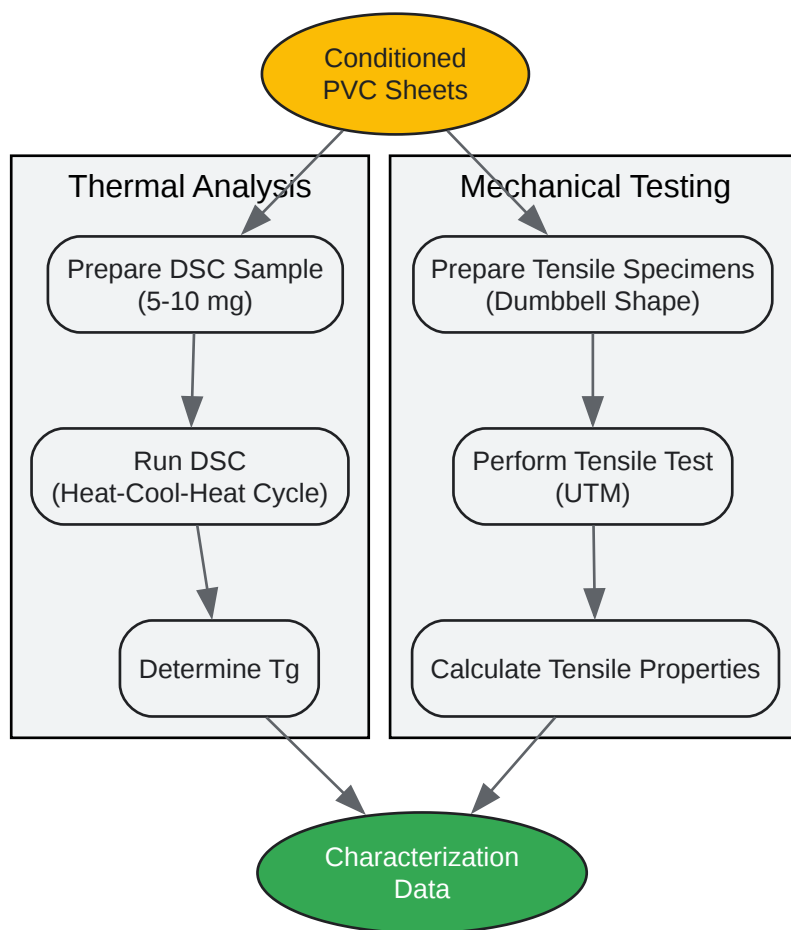 Conditioned
PVC Sheets
Thermal Analysis
Prepare DSC Sample
(5-10 mg)
Run DSC
(Heat-Cool-Heat Cycle)
Determine Tg
Mechanical Testing
Prepare Tensile Specimens
(Dumbbell Shape)
Perform Tensile Test
(UTM)
Calculate Tensile Properties
Characterization
Data